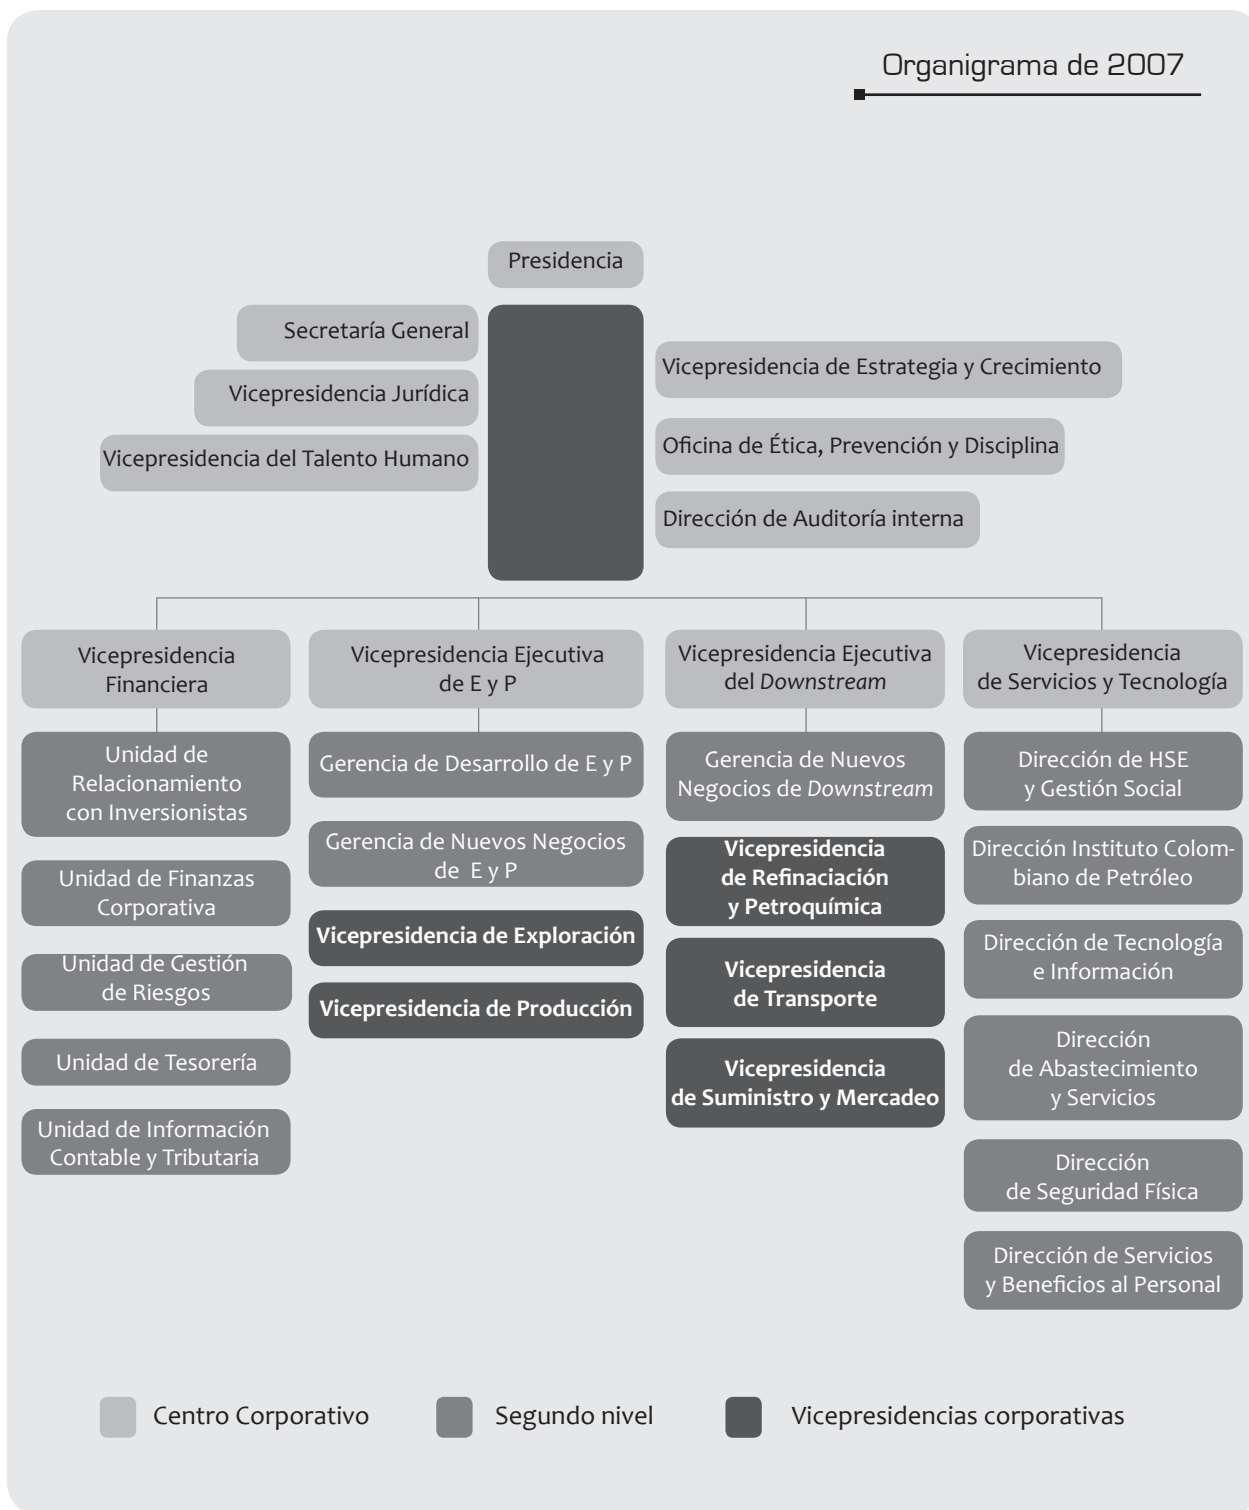 Organigrama de 2007
Presidencia
Secretaría General
Vicepresidencia Jurídica
Vicepresidencia del Talento Humano
Vicepresidencia de Estrategia y Crecimiento
Oficina de Ética, Prevención y Disciplina
Dirección de Auditoría interna
Vicepresidencia
Financiera
Unidad de
Relacionamiento
con Inversionistas
Unidad de Finanzas
Corporativa
Unidad de Gestión
de Riesgos
Unidad de Tesorería
Unidad de Información
Contable y Tributaria
Vicepresidencia Ejecutiva
de E y P
Gerencia de Desarrollo de E y P
Gerencia de Nuevos Negocios
de E y P
Vicepresidencia de Exploración
Vicepresidencia de Producción
Vicepresidencia Ejecutiva
del Downstream
Gerencia de Nuevos
Negocios de Downstream
Vicepresidencia
de Refinaciación
y Petroquímica
Vicepresidencia
de Transporte
Vicepresidencia
de Suministro y Mercadeo
Vicepresidencia
de Servicios y Tecnología
Dirección de HSE
y Gestión Social
Dirección Instituto Colom-
biano de Petróleo
Dirección de Tecnología
e Información
Dirección
de Abastecimiento
y Servicios
Dirección
de Seguridad Física
Dirección de Servicios
y Beneficios al Personal
Centro Corporativo
Segundo nivel
Vicepresidencias corporativas